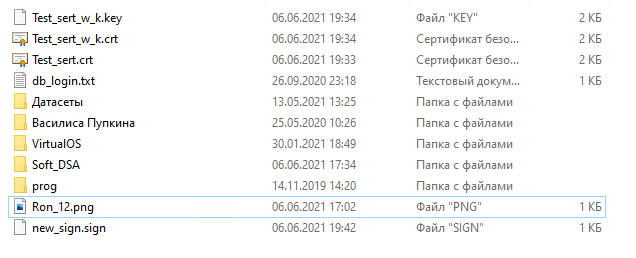 Test_sert_w_k.key 06.06.2021 19:34 Файл "KEY" 2 КБ
Test_sert_w_k.crt 06.06.2021 19:34 Сертификат безо... 2 КБ
Test_sert.crt 06.06.2021 19:33 Сертификат безо... 2 КБ
db_login.txt 26.09.2020 23:18 Текстовый докум... 1 КБ
Датасеты 13.05.2021 13:25 Папка с файлами
Василиса Пупкина 25.05.2020 10:26 Папка с файлами
VirtualOS 30.01.2021 18:49 Папка с файлами
Soft_DSA 06.06.2021 17:34 Папка с файлами
prog 14.11.2019 14:20 Папка с файлами
Ron_12.png 06.06.2021 17:02 Файл "PNG" 1 КБ
new_sign.sign 06.06.2021 19:42 Файл "SIGN" 1 КБ